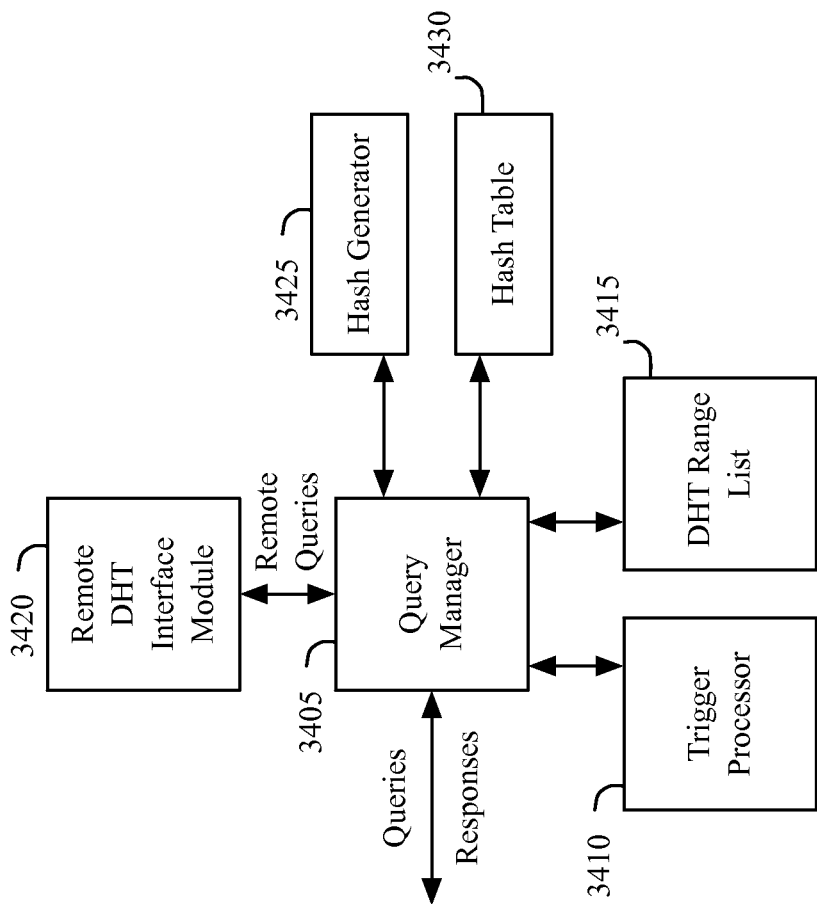 3420
Remote
DHT
Interface
Module
Remote
Queries
3425
Hash Generator
3430
Hash Table
3405
Query
Manager
Queries
Responses
3410
Trigger
Processor
3415
DHT Range
List